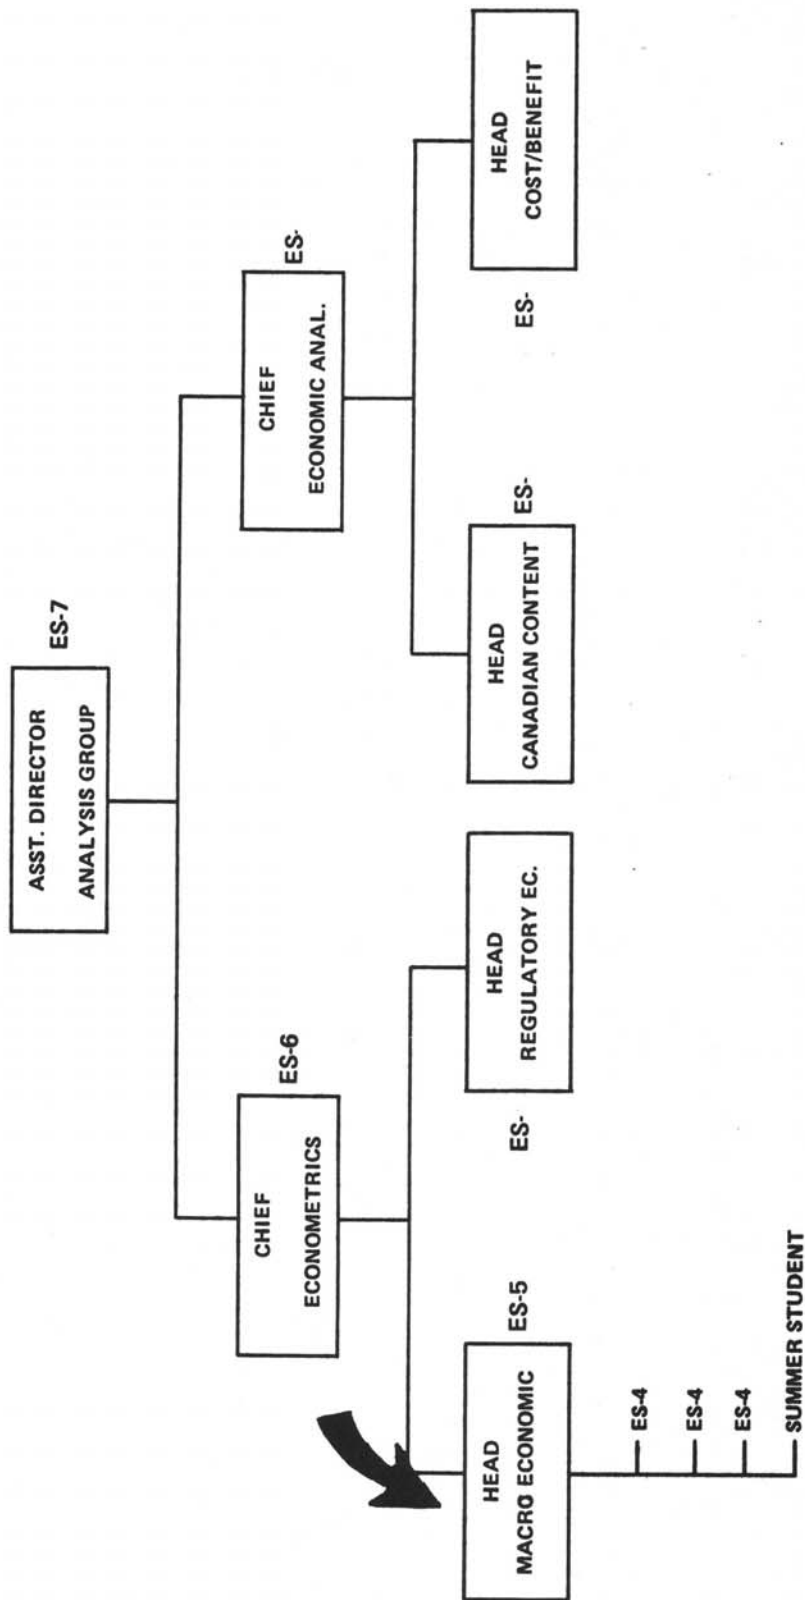 ASST. DIRECTOR
ANALYSIS GROUP
ES-7
CHIEF
ECONOMETRICS
ES-6
CHIEF
ECONOMIC ANAL.
ES-
HEAD
MACRO ECONOMIC
ES-5
ES-
HEAD
REGULATORY EC.
HEAD
CANADIAN CONTENT
ES-
ES-
HEAD
COST/BENEFIT
ES-4
ES-4
ES-4
SUMMER STUDENT